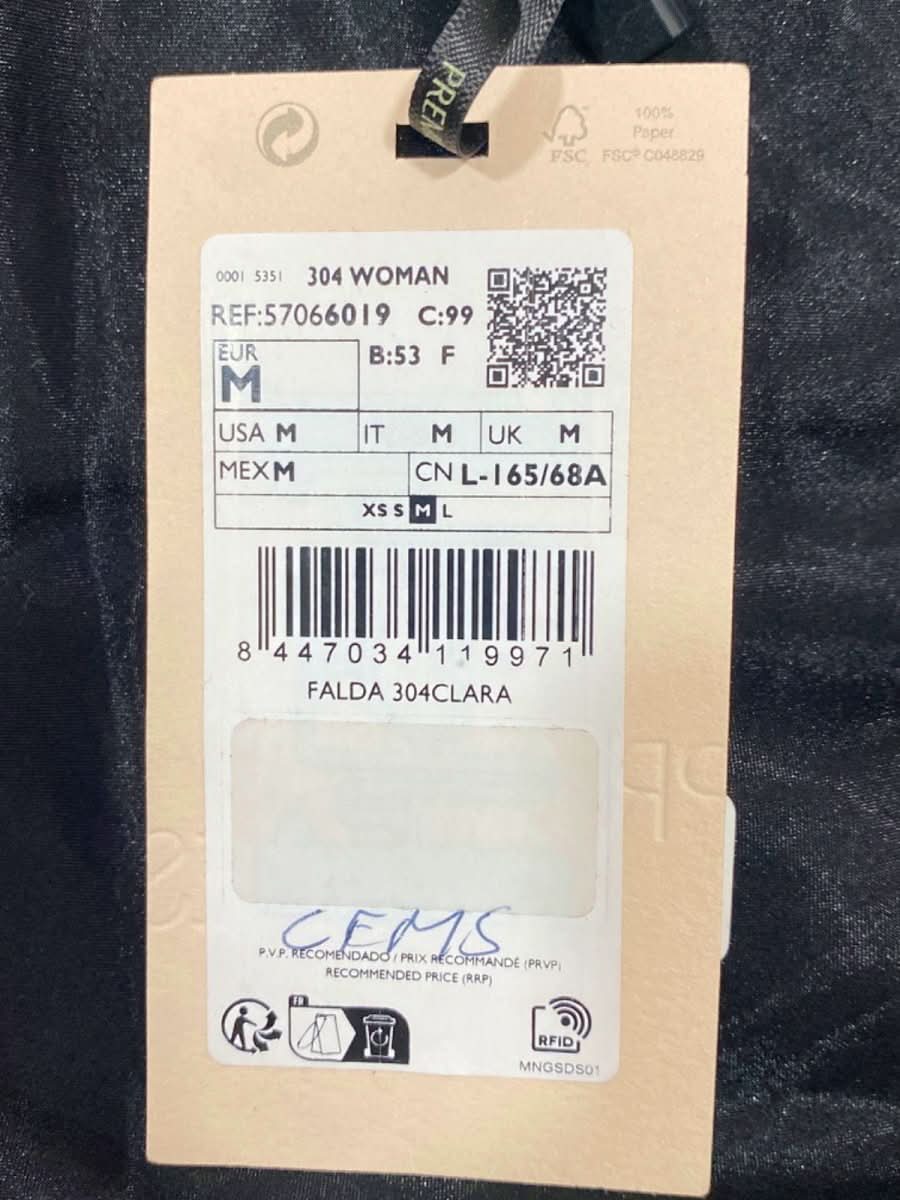 PREM
100%
Paper
FSC FSC® C048829
0001 5351 304 WOMAN
REF:57066019 C:99
EUR
M
B:53 F
USA M IT M UK M
MEX M CN L-165/68A
XS S M L
8 447034 119971
FALDA 304CLARA
CEMS
P.V.P. RECOMENDADO / PRIX RECOMMANDÉ (PRVP)
RECOMMENDED PRICE (RRP)
FR
RFID
MNGSDS01